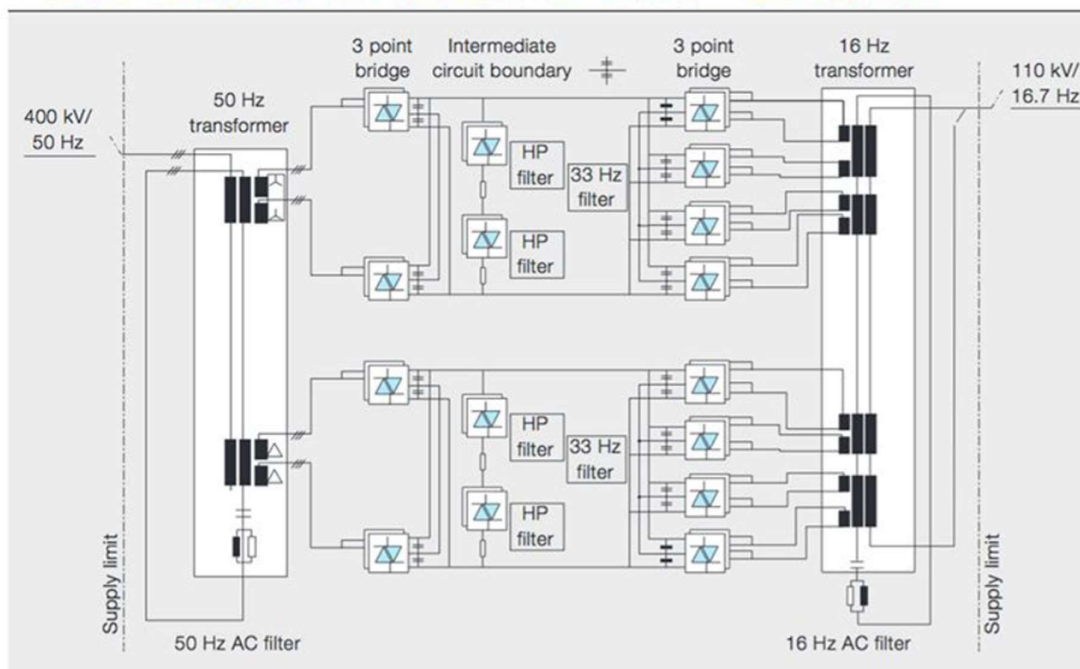 3 point
bridge
Intermediate
circuit boundary
3 point
bridge
16 Hz
transformer
400 kV/
50 Hz
50 Hz
transformer
110 kV/
16.7 Hz
HP
filter
33 Hz
filter
HP
filter
HP
filter
33 Hz
filter
HP
filter
Supply limit
Supply limit
50 Hz AC filter
16 Hz AC filter